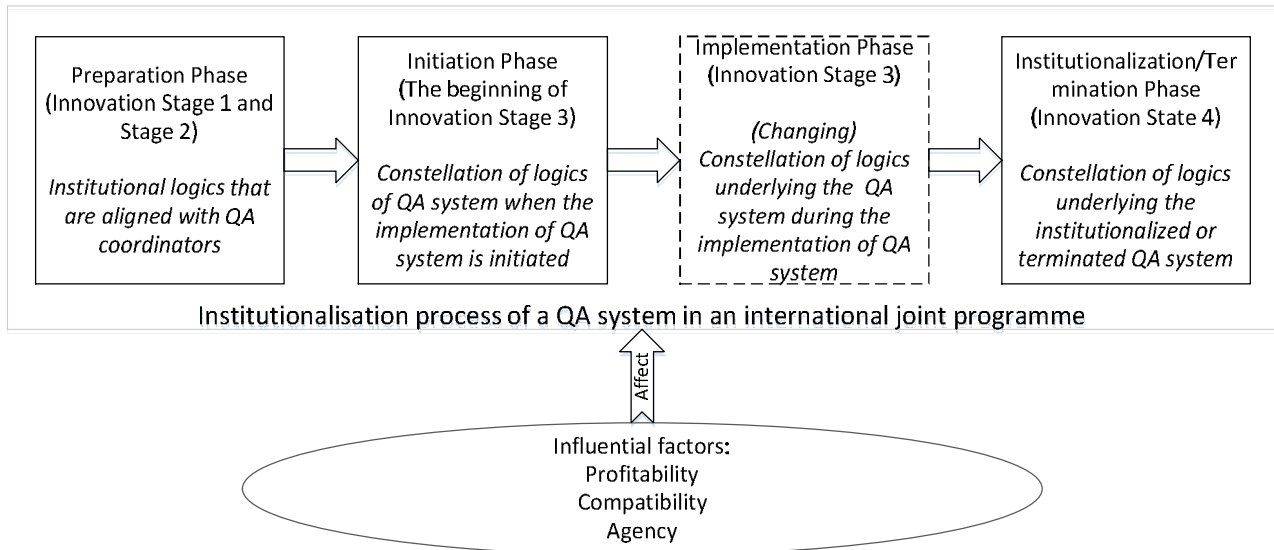 Preparation Phase
(Innovation Stage 1 and
Stage 2)
Institutional logics that
are aligned with QA
coordinators
Initiation Phase
(The beginning of
Innovation Stage 3)
Constellation of logics
of QA system when the
implementation of QA
system is initiated
Implementation Phase
(Innovation Stage 3)
(Changing)
Constellation of logics
underlying the QA
system during the
implementation of QA
system
Institutionalization/Ter
mination Phase
(Innovation State 4)
Constellation of logics
underlying the
institutionalized or
terminated QA system
Institutionalisation process of a QA system in an international joint programme
Affect
Influential factors:
Profitability
Compatibility
Agency